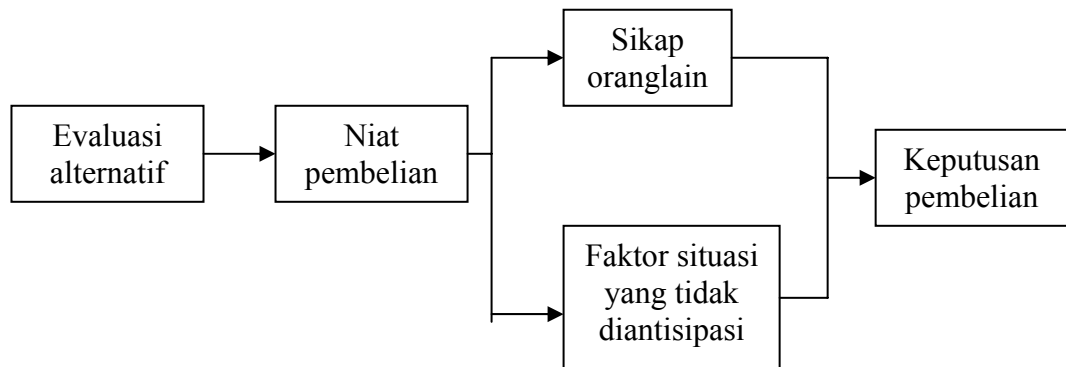 Evaluasi
alternatif
Niat
pembelian
Sikap
oranglain
Faktor situasi
yang tidak
diantisipasi
Keputusan
pembelian